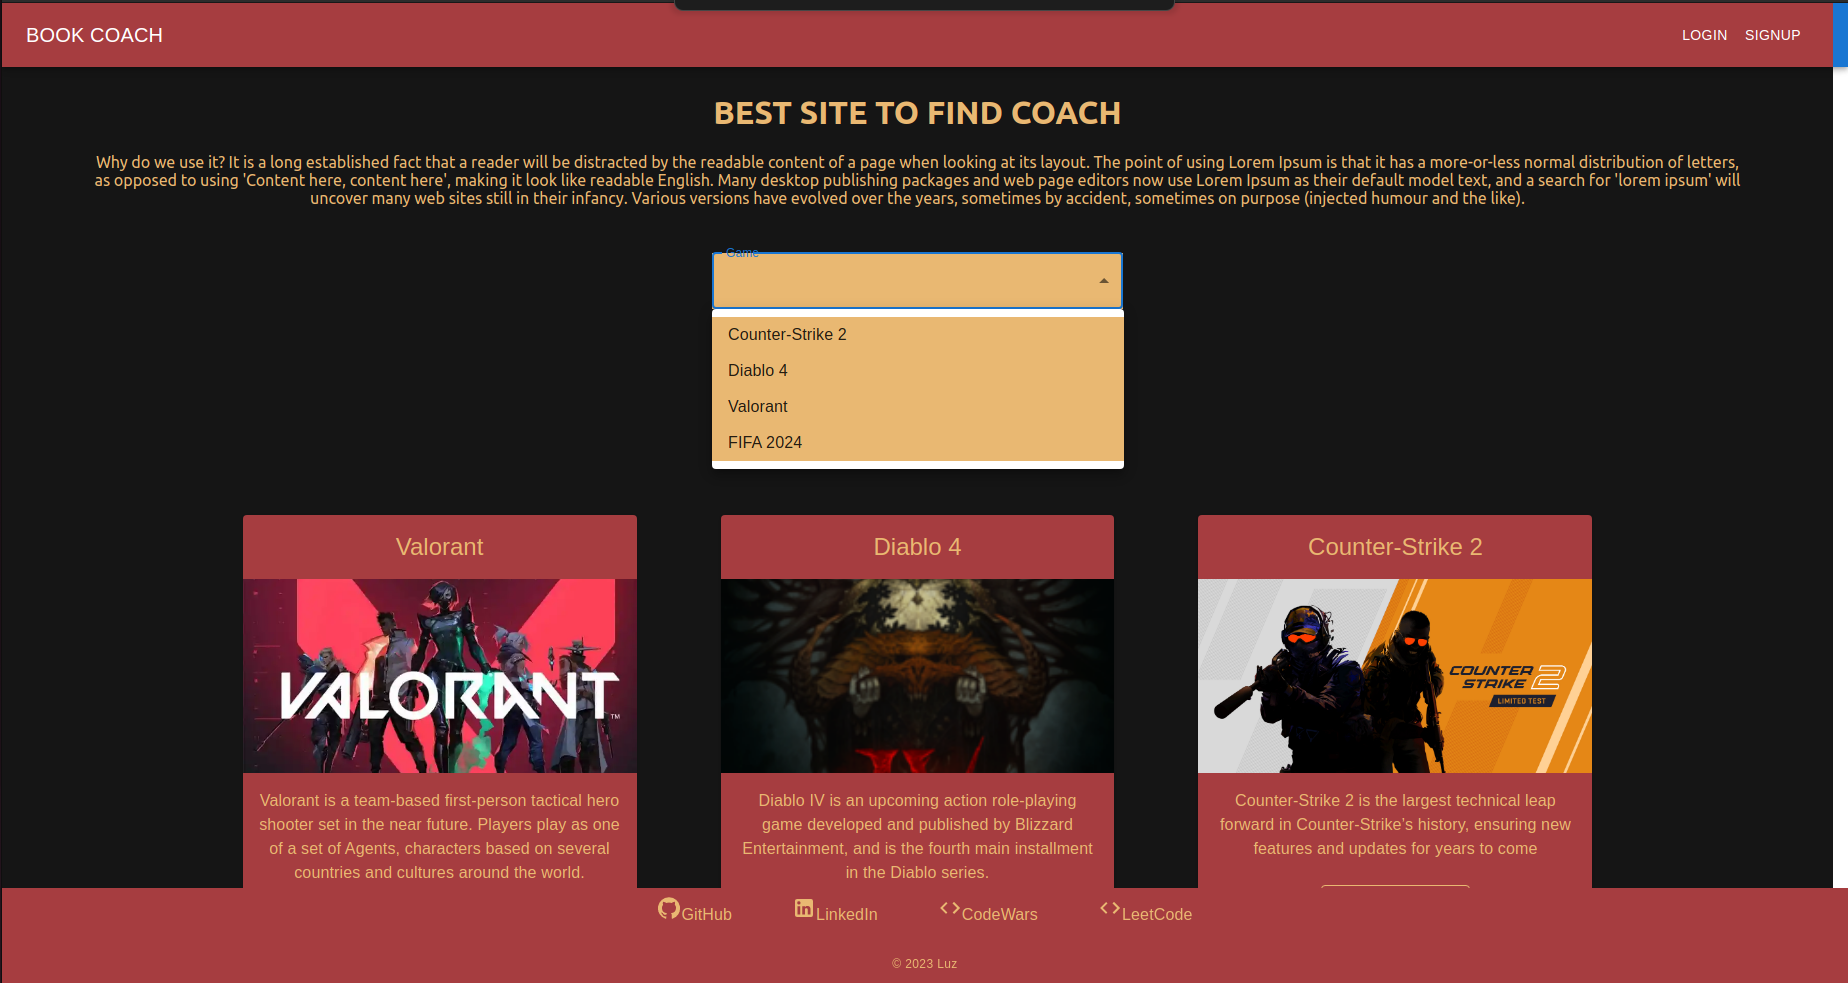 BOOK COACH
LOGIN SIGNUP
BEST SITE TO FIND COACH
Why do we use it? It is a long established fact that a reader will be distracted by the readable content of a page when looking at its layout. The point of using Lorem Ipsum is that it has a more-or-less normal distribution of letters,
as opposed to using 'Content here, content here', making it look like readable English. Many desktop publishing packages and web page editors now use Lorem Ipsum as their default model text, and a search for 'lorem ipsum' will
uncover many web sites still in their infancy. Various versions have evolved over the years, sometimes by accident, sometimes on purpose (injected humour and the like).
Game
Counter-Strike 2
Diablo 4
Valorant
FIFA 2024
Valorant
VALORANT™
Valorant is a team-based first-person tactical hero
shooter set in the near future. Players play as one
of a set of Agents, characters based on several
countries and cultures around the world.
Diablo 4
Diablo IV is an upcoming action role-playing
game developed and published by Blizzard
Entertainment, and is the fourth main installment
in the Diablo series.
Counter-Strike 2
COUNTER
STRIKE 2
LIMITED TEST
Counter-Strike 2 is the largest technical leap
forward in Counter-Strike’s history, ensuring new
features and updates for years to come
GitHub LinkedIn CodeWars LeetCode
© 2023 Luz